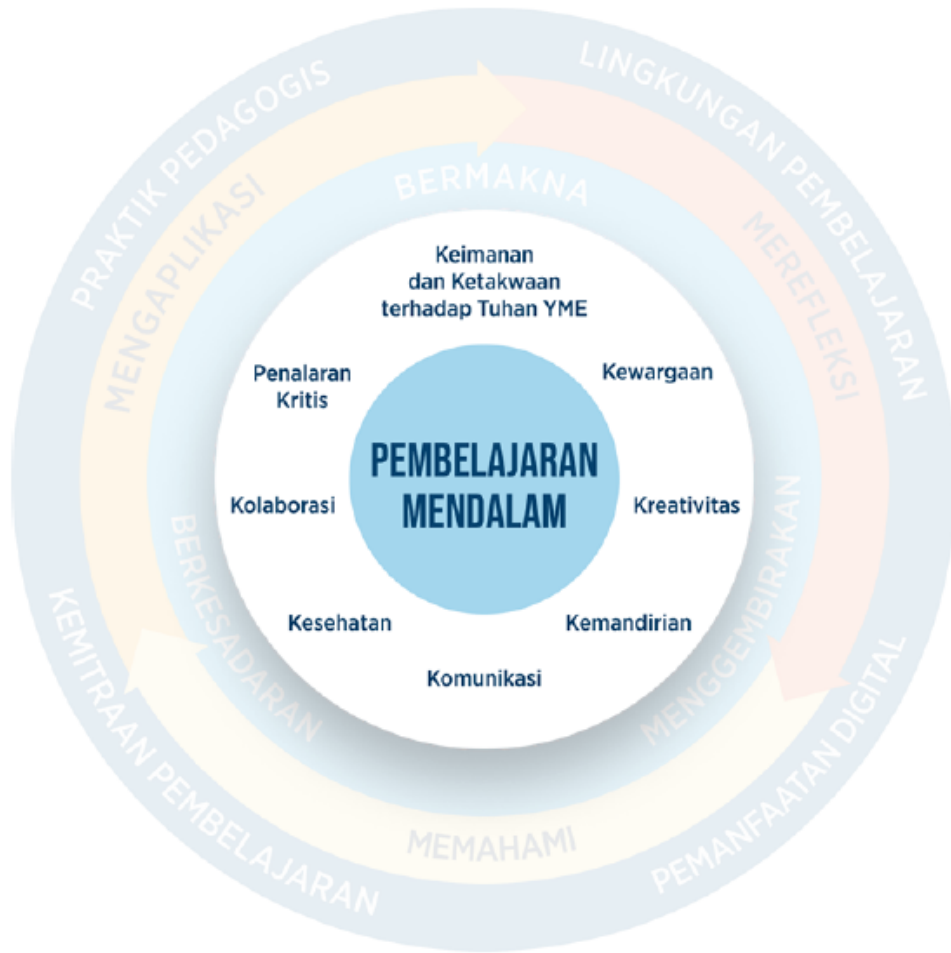 PRAKTIK PEDAGOGIS
LINGKUNGAN PEMBELAJARAN
MENGAPLIKASI
MEREFLEKSI
BERMAKNA
Keimanan
dan Ketakwaan
terhadap Tuhan YME
Penalaran
Kritis
Kewargaan
PEMBELAJARAN
MENDALAM
Kolaborasi
Kreativitas
Kesehatan
Kemandirian
Komunikasi
BERKESADARAN
MENGGEMBIRAKAN
MEMAHAMI
KEMITRAAN PEMBELAJARAN
PEMANFAATAN DIGITAL